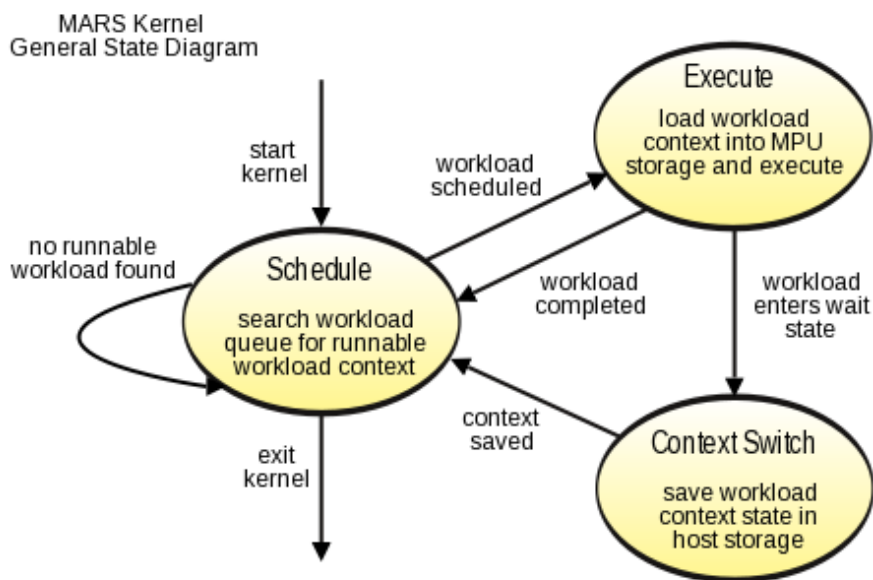 MARS Kernel
General State Diagram
start
kernel
workload
scheduled
Execute
load workload
context into MPU
storage and execute
no runnable
workload found
Schedule
search workload
queue for runnable
workload context
workload
completed
workload
enters wait
state
context
saved
exit
kernel
Context Switch
save workload
context state in
host storage